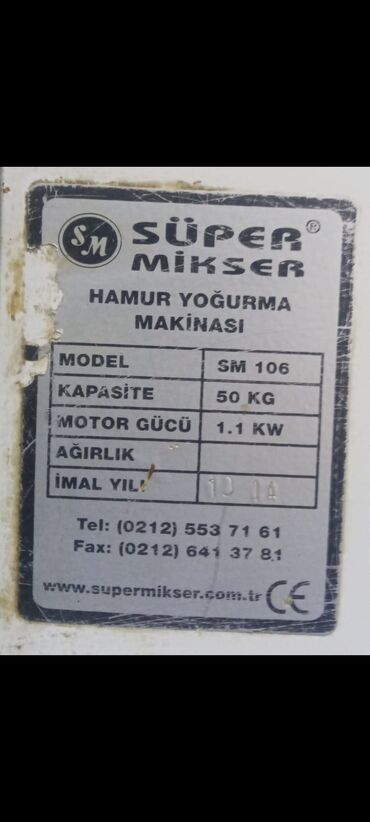 SM
SÜPER®
MİKSER
HAMUR YOĞURMA
MAKİNASI
MODEL SM 106
KAPASİTE 50 KG
MOTOR GÜCÜ 1.1 KW
AĞIRLIK
İMAL YILI
Tel: (0212) 553 71 61
Fax: (0212) 641 37 81
www.supermikser.com.tr CE